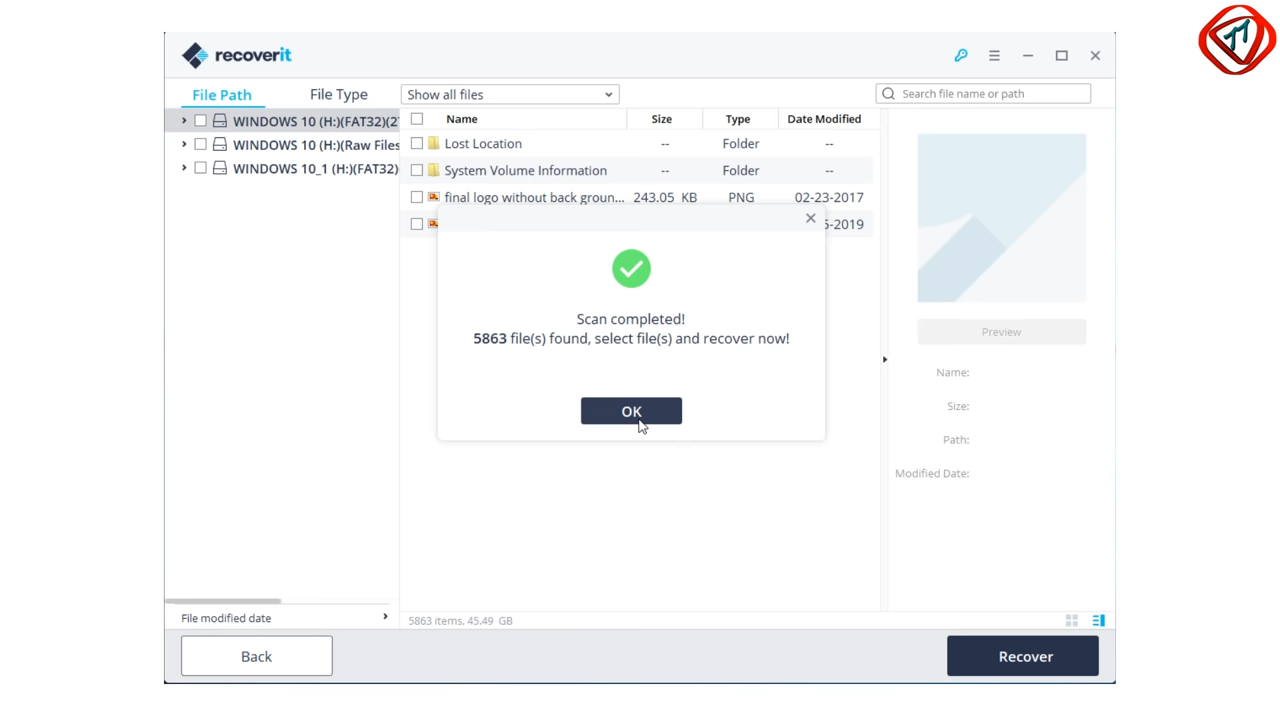 recoverit
File Path
File Type
Show all files
Search file name or path
WINDOWS 10 (H:)(FAT32)(2
WINDOWS 10 (H:)(Raw Files
WINDOWS 10_1 (H:)(FAT32)
Name Size Type Date Modified
Lost Location -- Folder --
System Volume Information -- Folder --
final logo without back groun... 243.05 KB PNG 02-23-2017
5-2019
Scan completed!
5863 file(s) found, select file(s) and recover now!
OK
Preview
Name:
Size:
Path:
Modified Date:
File modified date
5863 items, 45.49 GB
Back
Recover